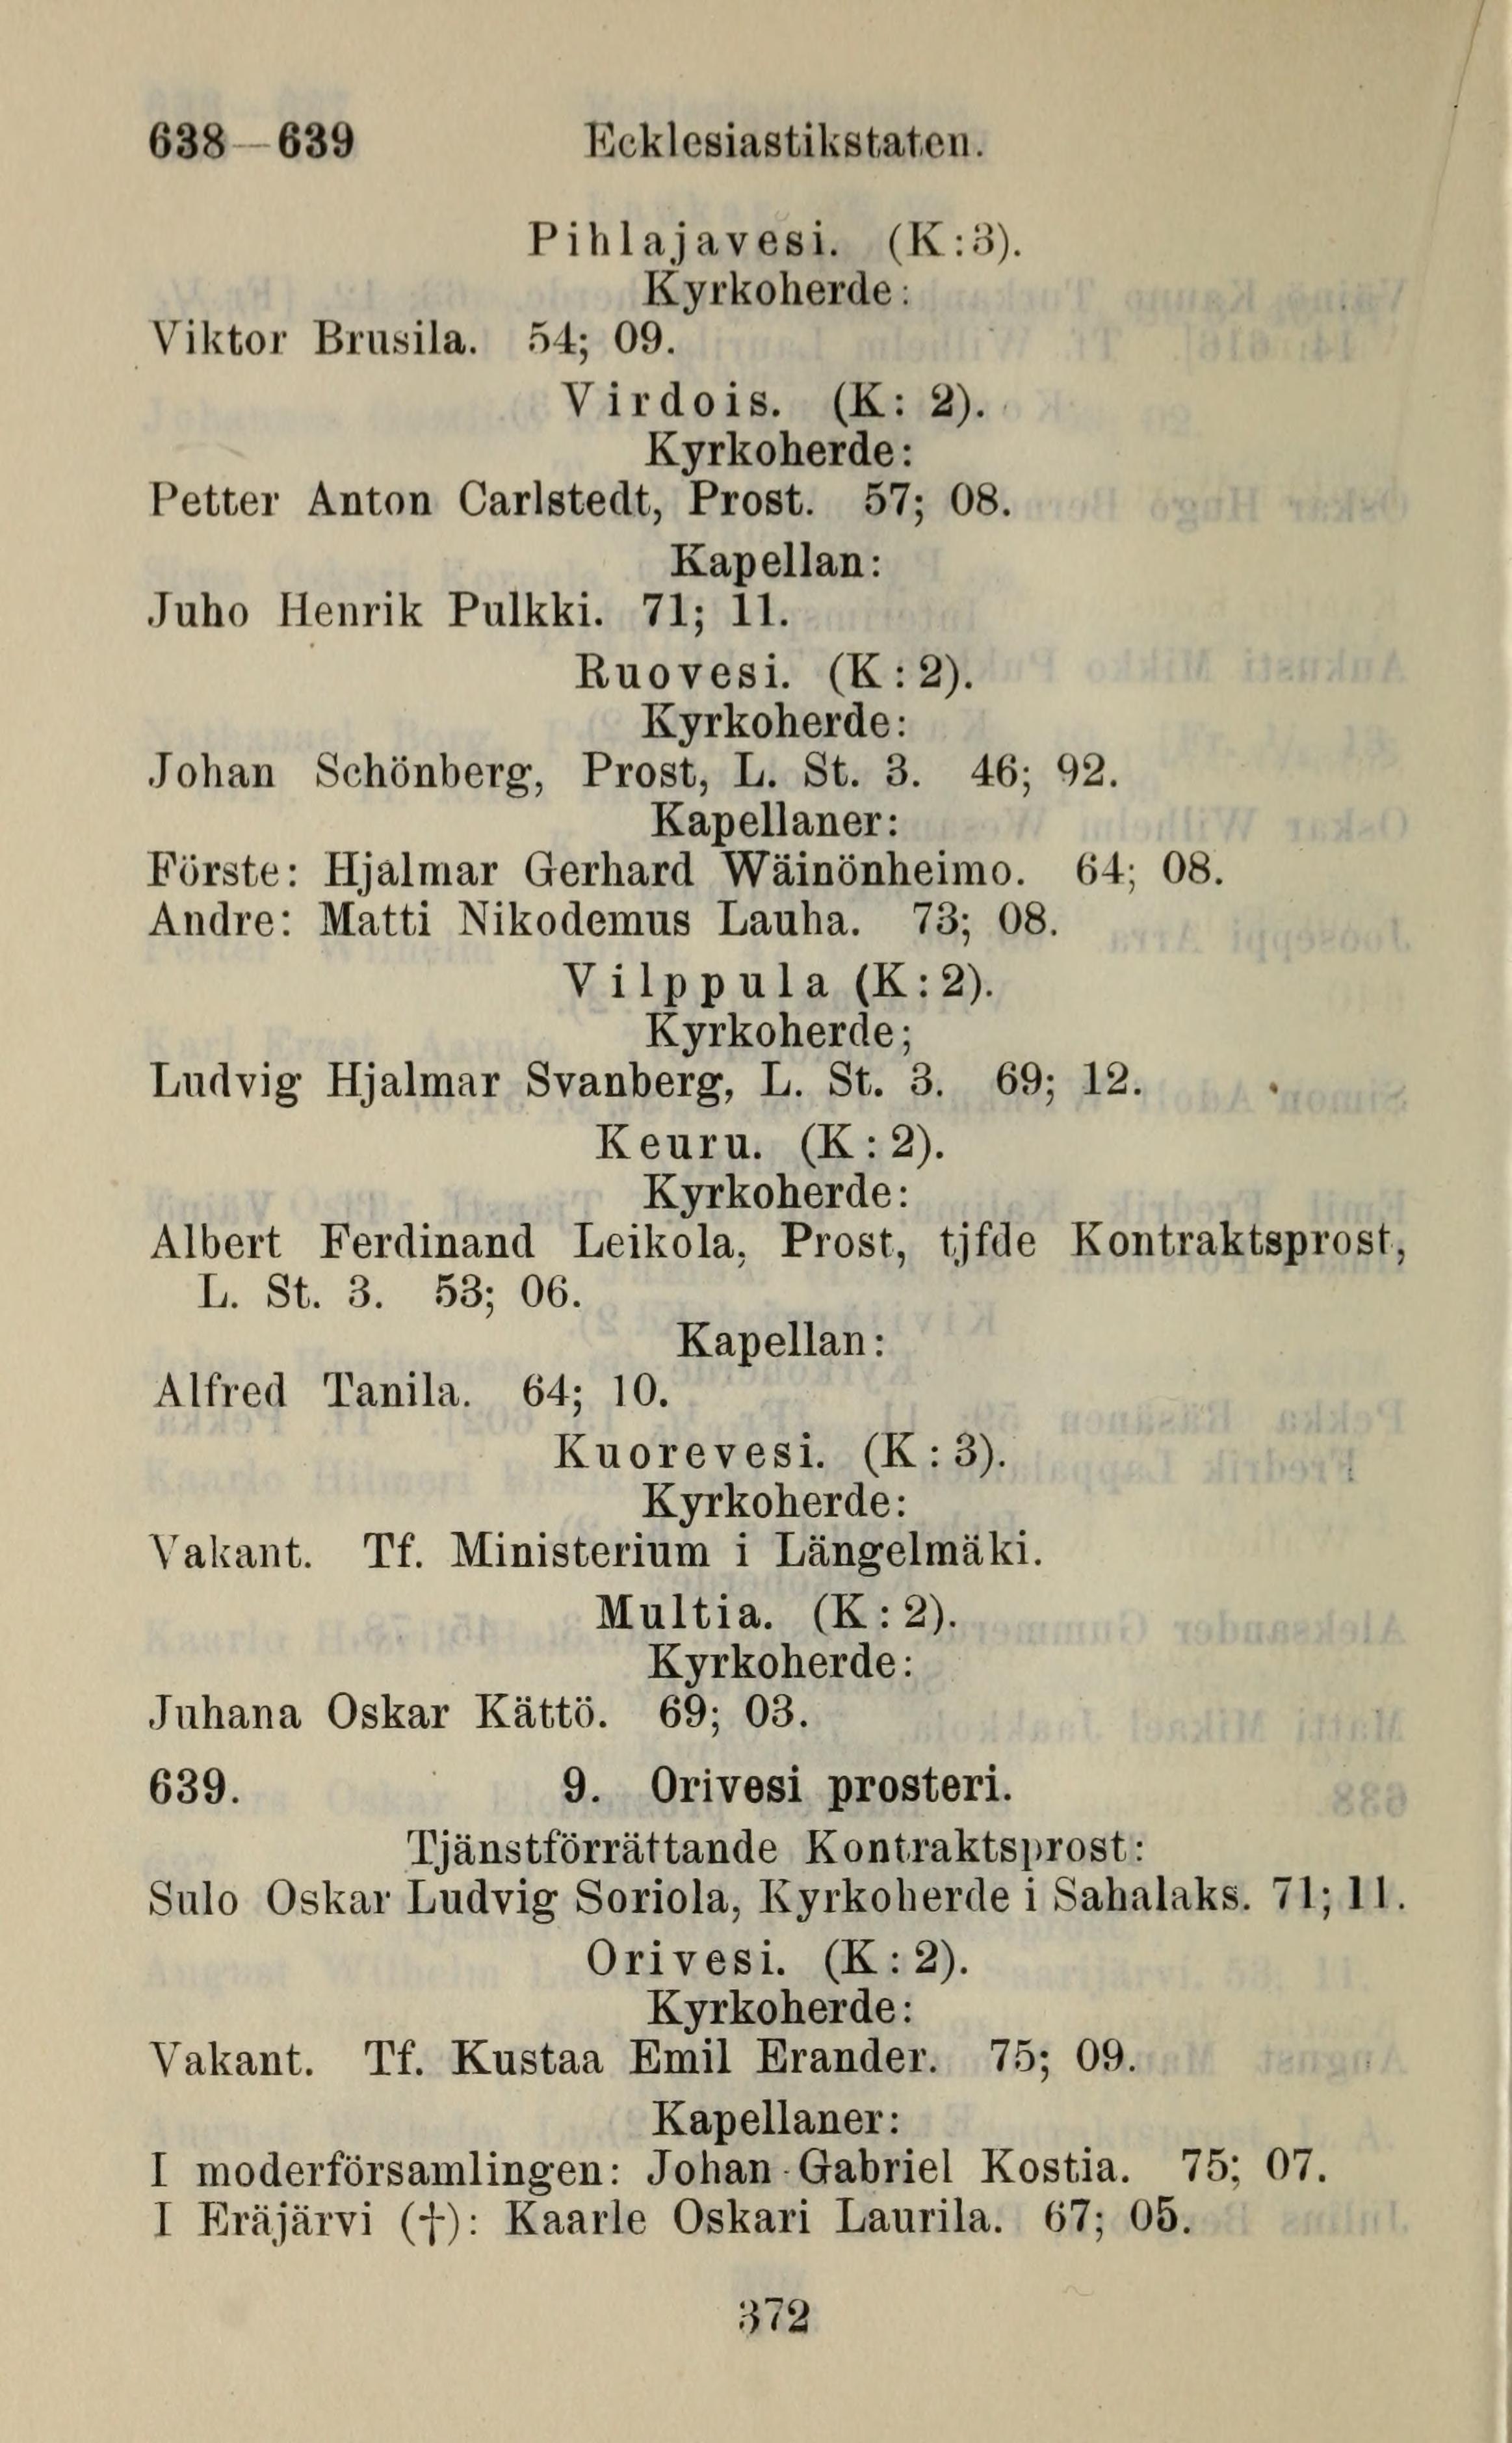 638—639 Ecklesiastikstaten.
Pihlajavesi. (K:3).
Kyrkoherde:
Viktor Brusila. 54; 09.
Virdois. (K: 2).
Kyrkoherde:
Petter Anton Carlstedt, Prost. 57; 08.
Kapellan:
Juho Henrik Pulkki. 71; 11.
Ruovesi. (K:2).
Kyrkoherde:
Johan Schönberg, Prost, L. St. 3. 46; 92.
Kapellaner:
Förste: Hjalmar Gerhard Wäinönheimo. 64; 08.
Andre: Matti Nikodemus Lauha. 73; 08.
Vilppula (K:2).
Kyrkoherde;
Ludvig Hjalmar Svanberg, L. St. 3. 69; 12.
Keuru. (K:2).
Kyrkoherde:
Albert Ferdinand Leikola, Prost, tjfde Kontraktsprost,
L. St. 3. 53; 06.
Kapellan:
Alfred Tanila. 64; 10.
Kuorevesi. (K:3).
Kyrkoherde:
Vakant. Tf. Ministerium i Längelmäki.
Multia. (K:2).
Kyrkoherde:
Juhana Oskar Kättö. 69; 03.
639. 9. Orivesi prosteri.
Tjänstförrättande Kontraktsprost:
Sulo Oskar Ludvig Soriola, Kyrkoherde i Sahalaks. 71; 11.
Orivesi. (K:2).
Kyrkoherde:
Vakant. Tf. Kustaa Emil Erander. 75; 09.
Kapellaner:
I moderförsamlingen: Johan Gabriel Kostia. 75; 07.
I Eräjärvi (†): Kaarle Oskari Laurila. 67; 05.
372